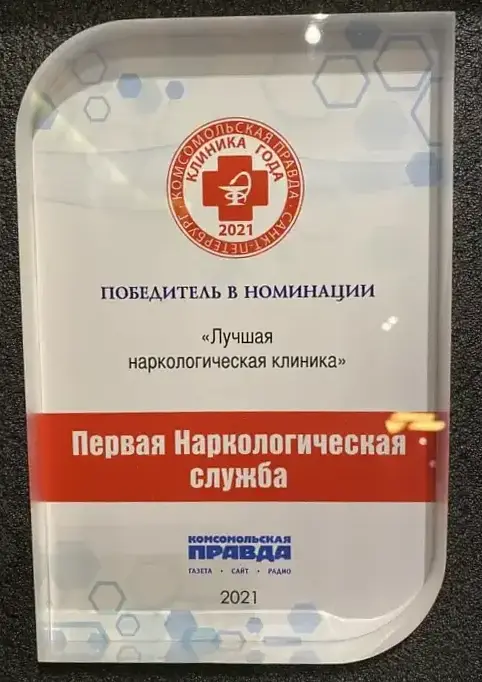 КОМСОМОЛЬСКАЯ ПРАВДА · САНКТ-ПЕТЕРБУРГ ·
КЛИНИКА ГОДА
2021
ПОБЕДИТЕЛЬ В НОМИНАЦИИ
«Лучшая
наркологическая клиника»
Первая Наркологическая
служба
КОМСОМОЛЬСКАЯ
ПРАВДА
ГАЗЕТА · САЙТ · РАДИО
2021